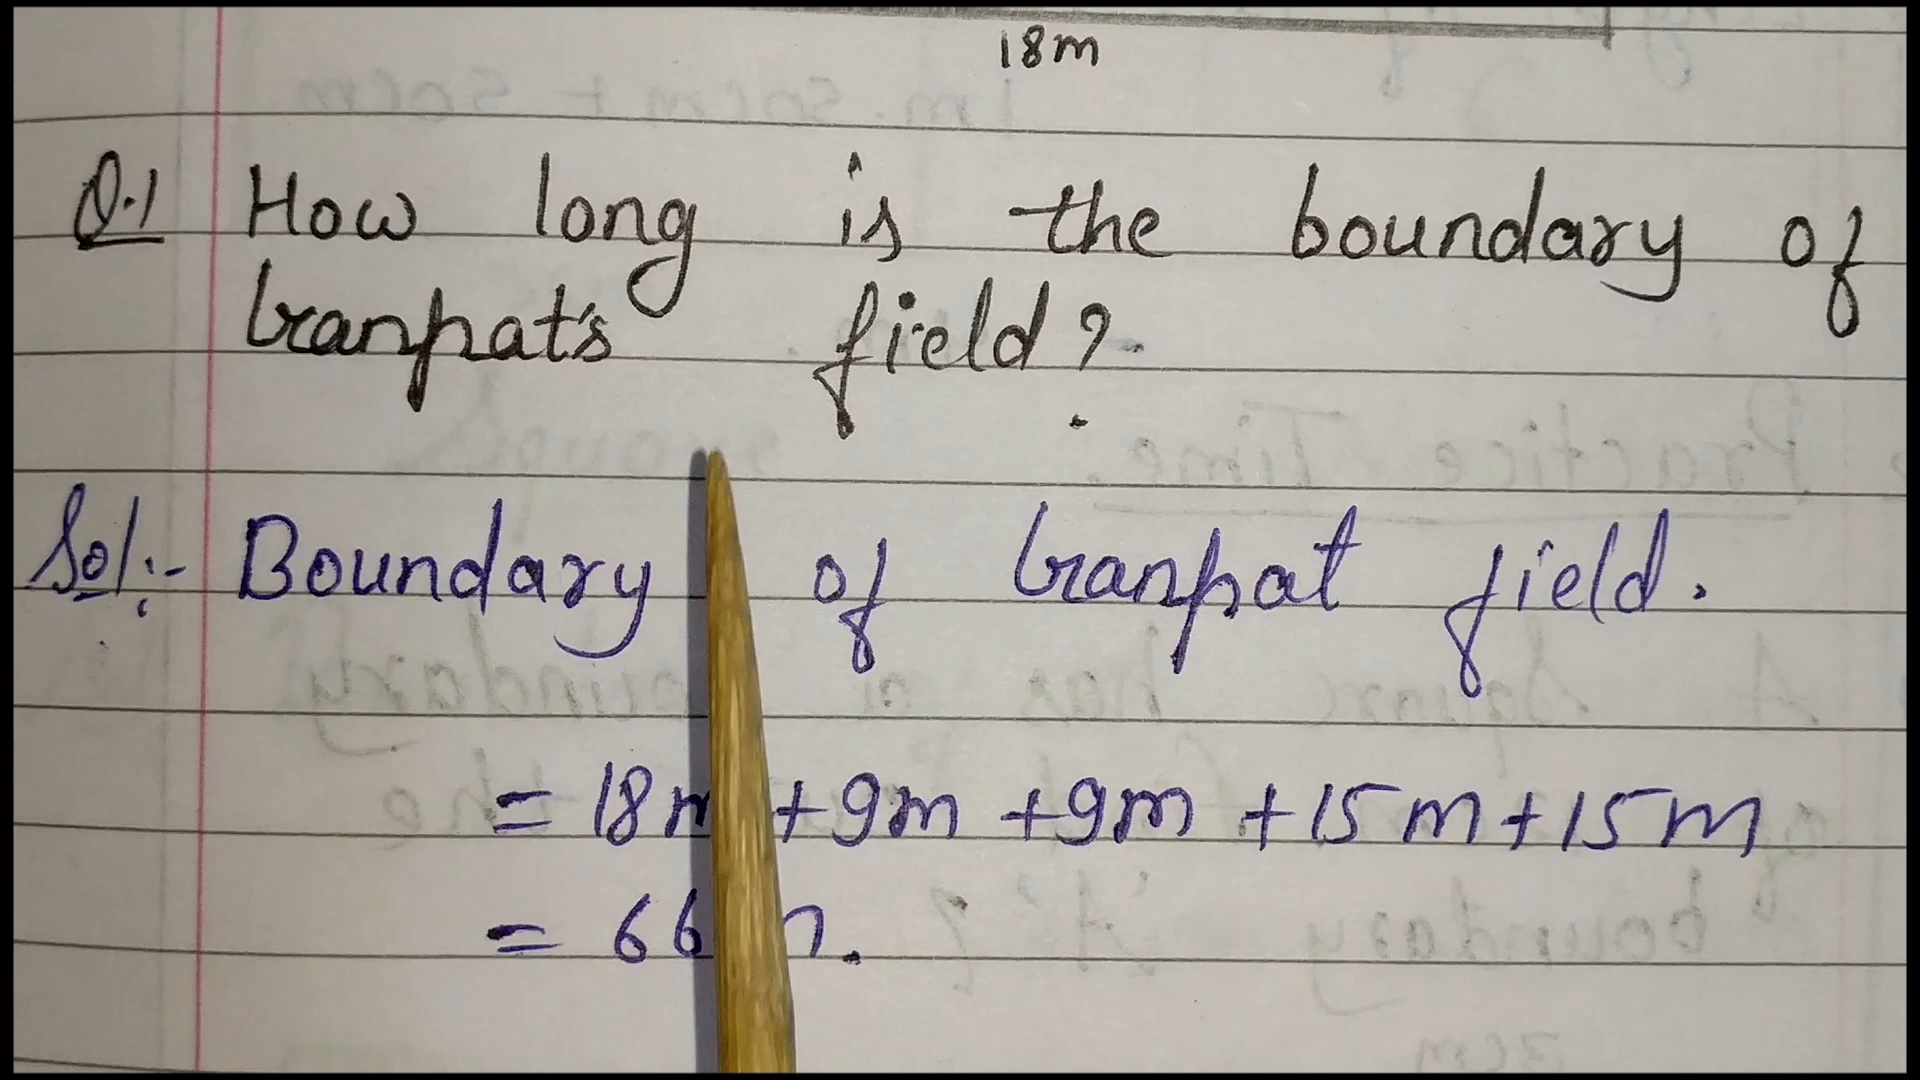 18m
Q.1 How long is the boundary of
Ganpat's field?
Sol:- Boundary of Ganpat field.
= 18m +9m +9m +15m+15m
= 66m.